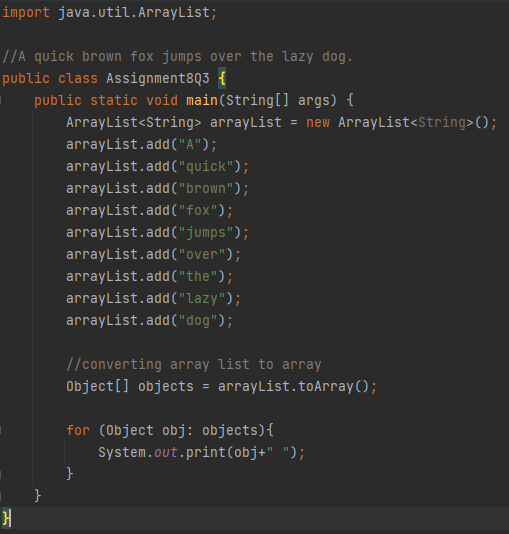 import java.util.ArrayList;
//A quick brown fox jumps over the lazy dog.
public class Assignment8Q3 {
    public static void main(String[] args) {
        ArrayList<String> arrayList = new ArrayList<String>();
        arrayList.add("A");
        arrayList.add("quick");
        arrayList.add("brown");
        arrayList.add("fox");
        arrayList.add("jumps");
        arrayList.add("over");
        arrayList.add("the");
        arrayList.add("lazy");
        arrayList.add("dog");
        //converting array list to array
        Object[] objects = arrayList.toArray();
        for (Object obj: objects){
            System.out.print(obj+" ");
        }
    }
}